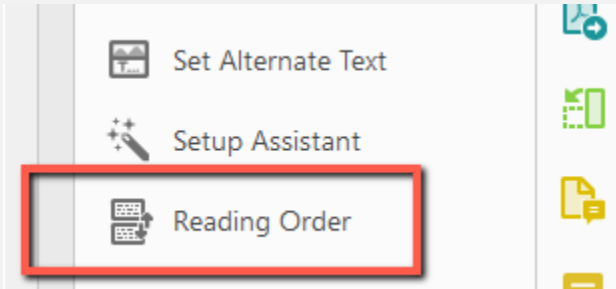 Set Alternate Text
Setup Assistant
Reading Order